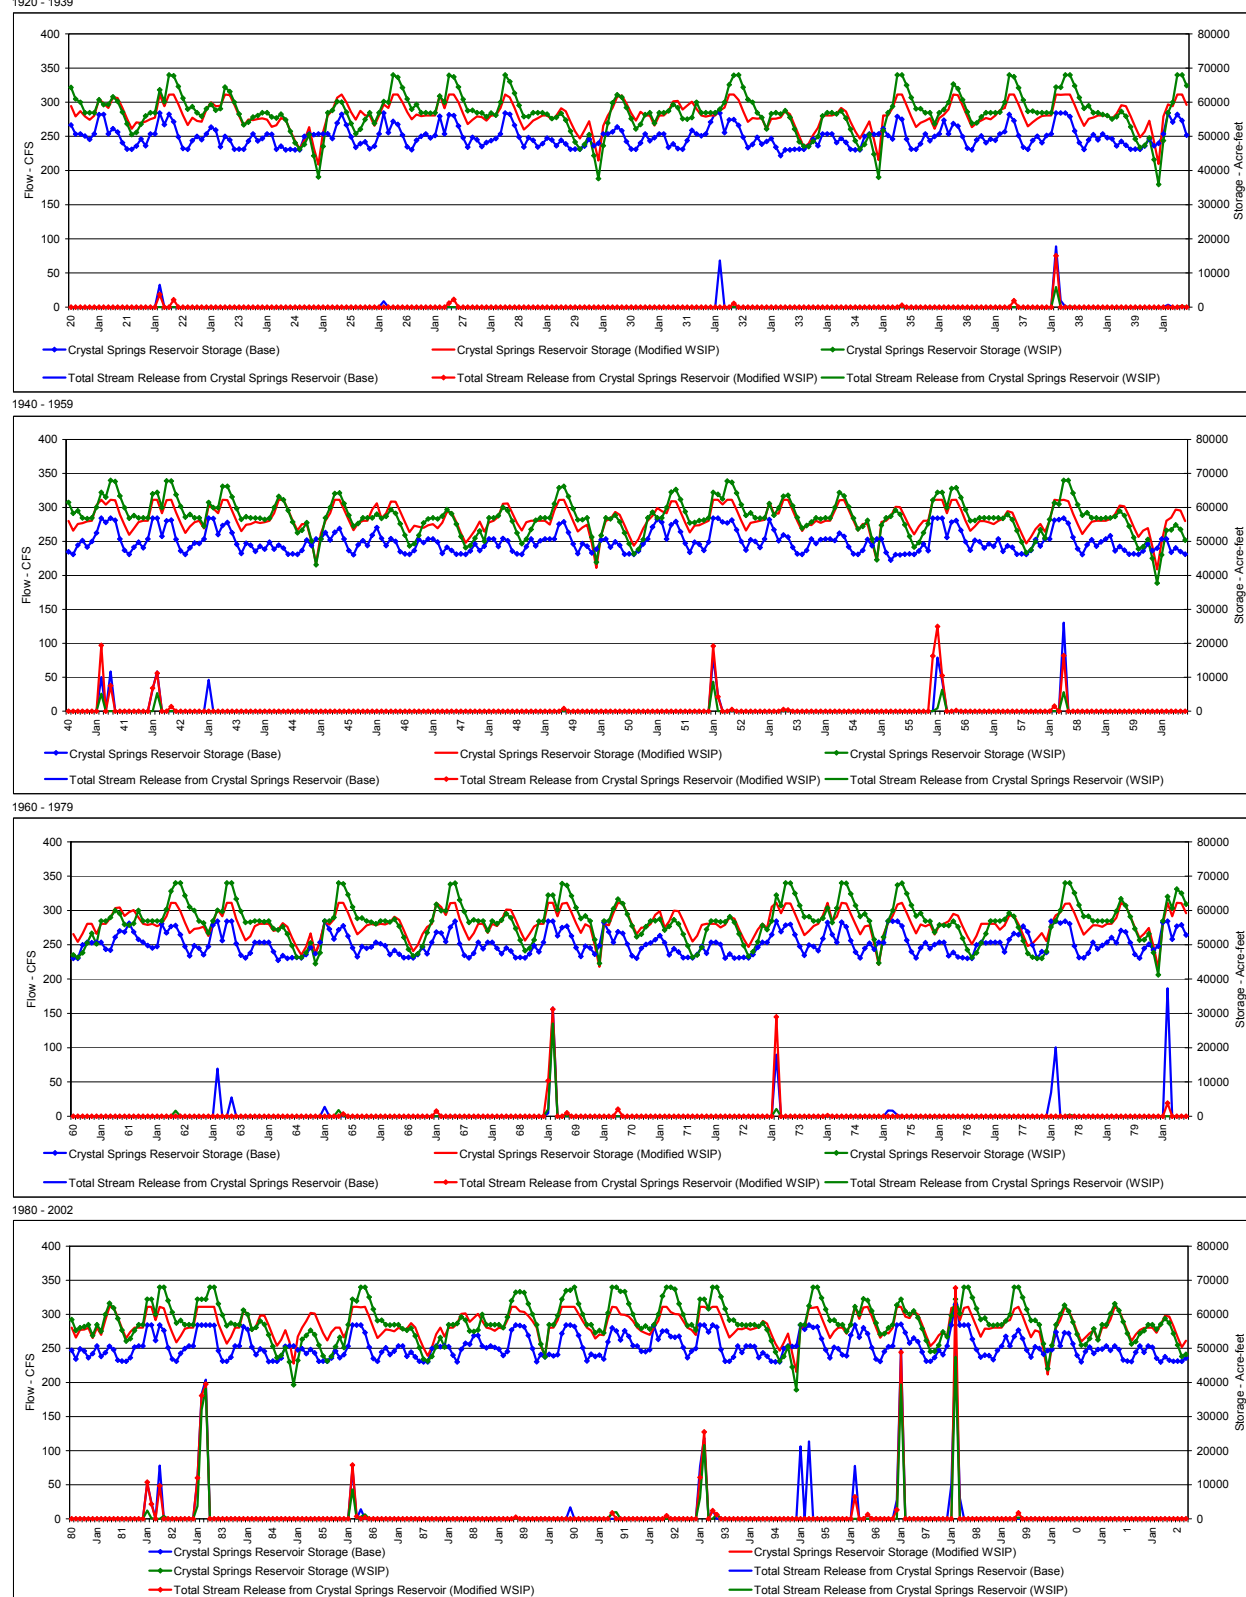 1920 - 1939
400 350 300 250 200 150 100 50 0
Flow - CFS
80000 70000 60000 50000 40000 30000 20000 10000 0
Storage - Acre-feet
20 Jan 21 Jan 22 Jan 23 Jan 24 Jan 25 Jan 26 Jan 27 Jan 28 Jan 29 Jan 30 Jan 31 Jan 32 Jan 33 Jan 34 Jan 35 Jan 36 Jan 37 Jan 38 Jan 39 Jan
Crystal Springs Reservoir Storage (Base) Crystal Springs Reservoir Storage (Modified WSIP) Crystal Springs Reservoir Storage (WSIP)
Total Stream Release from Crystal Springs Reservoir (Base) Total Stream Release from Crystal Springs Reservoir (Modified WSIP) Total Stream Release from Crystal Springs Reservoir (WSIP)
1940 - 1959
400 350 300 250 200 150 100 50 0
Flow - CFS
80000 70000 60000 50000 40000 30000 20000 10000 0
Storage - Acre-feet
40 Jan 41 Jan 42 Jan 43 Jan 44 Jan 45 Jan 46 Jan 47 Jan 48 Jan 49 Jan 50 Jan 51 Jan 52 Jan 53 Jan 54 Jan 55 Jan 56 Jan 57 Jan 58 Jan 59 Jan
Crystal Springs Reservoir Storage (Base) Crystal Springs Reservoir Storage (Modified WSIP) Crystal Springs Reservoir Storage (WSIP)
Total Stream Release from Crystal Springs Reservoir (Base) Total Stream Release from Crystal Springs Reservoir (Modified WSIP) Total Stream Release from Crystal Springs Reservoir (WSIP)
1960 - 1979
400 350 300 250 200 150 100 50 0
Flow - CFS
80000 70000 60000 50000 40000 30000 20000 10000 0
Storage - Acre-feet
60 Jan 61 Jan 62 Jan 63 Jan 64 Jan 65 Jan 66 Jan 67 Jan 68 Jan 69 Jan 70 Jan 71 Jan 72 Jan 73 Jan 74 Jan 75 Jan 76 Jan 77 Jan 78 Jan 79 Jan
Crystal Springs Reservoir Storage (Base) Crystal Springs Reservoir Storage (Modified WSIP) Crystal Springs Reservoir Storage (WSIP)
Total Stream Release from Crystal Springs Reservoir (Base) Total Stream Release from Crystal Springs Reservoir (Modified WSIP) Total Stream Release from Crystal Springs Reservoir (WSIP)
1980 - 2002
400 350 300 250 200 150 100 50 0
Flow - CFS
80000 70000 60000 50000 40000 30000 20000 10000 0
Storage - Acre-feet
80 Jan 81 Jan 82 Jan 83 Jan 84 Jan 85 Jan 86 Jan 87 Jan 88 Jan 89 Jan 90 Jan 91 Jan 92 Jan 93 Jan 94 Jan 95 Jan 96 Jan 97 Jan 98 Jan 99 Jan 0 Jan 1 Jan 2
Crystal Springs Reservoir Storage (Base) Crystal Springs Reservoir Storage (Modified WSIP)
Crystal Springs Reservoir Storage (WSIP) Total Stream Release from Crystal Springs Reservoir (Base)
Total Stream Release from Crystal Springs Reservoir (Modified WSIP) Total Stream Release from Crystal Springs Reservoir (WSIP)